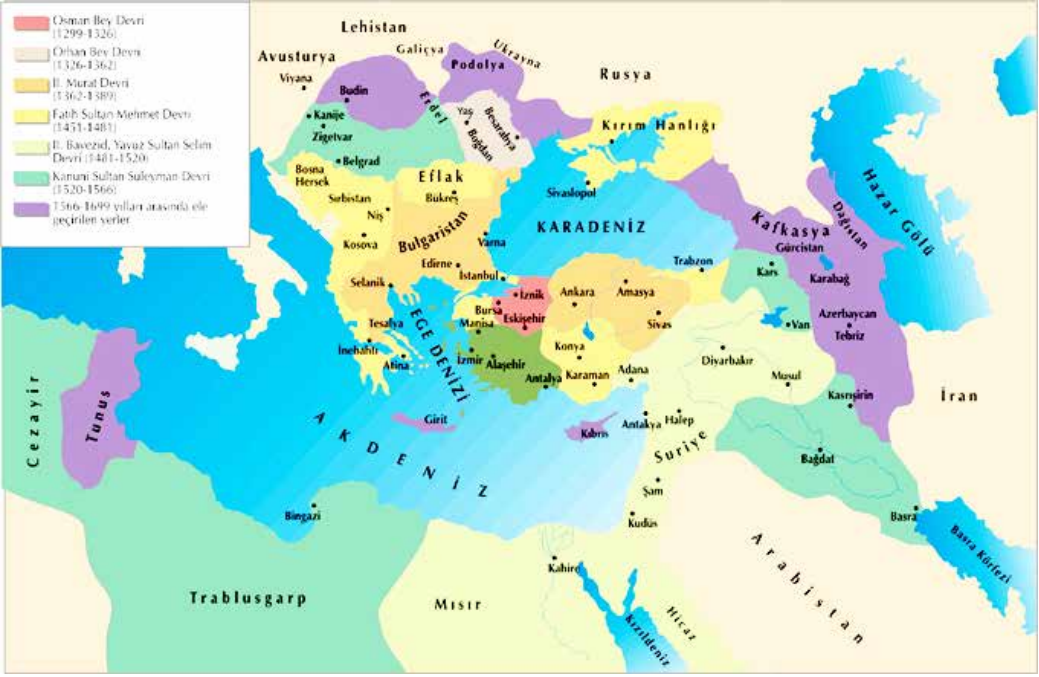 Osman Bey Devri
(1299-1326)
Orhan Bey Devri
(1326-1362)
II. Murat Devri
(1362-1389)
Fatih Sultan Mehmet Devri
(1451-1481)
II. Bayezid, Yavuz Sultan Selim
Devri (1481-1520)
Kanuni Sultan Suleyman Devri
(1520-1566)
1566-1699 yılları arasında ele
geçirilen yerler
Lehistan
Avusturya
Galiçya
Ukrayna
Viyana
Podolya
Rusya
Budin
Erdel
Yaş
Boğdan
Besarabya
Kanije
Zigetvar
Kırım Hanlığı
Belgrad
Bosna
Hersek
Eflak
Bükreş
Sivastopol
Hazar Gölü
Sırbistan
Niş
Kosova
Bulgaristan
Varna
KARADENİZ
Kafkasya
Dağıstan
Gürcistan
Edirne
İstanbul
Trabzon
Kars
Karabağ
Selanik
İznik
Ankara
Amasya
Bursa
Eskişehir
Sivas
Azerbaycan
Tebriz
Van
Tesalya
Manisa
EGE DENİZİ
İnebahtı
Atina
İzmir
Alaşehir
Konya
Antalya
Karaman
Adana
Diyarbakır
Musul
Kasrışirin
İran
Cezayir
Tunus
Girit
Kıbrıs
Antakya
Halep
Suriye
AKDENİZ
Bağdat
Şam
Bingazi
Kudüs
Basra
Basra Körfezi
Kahire
Arabistan
Trablusgarp
Mısır
Hicaz
Kızıldeniz